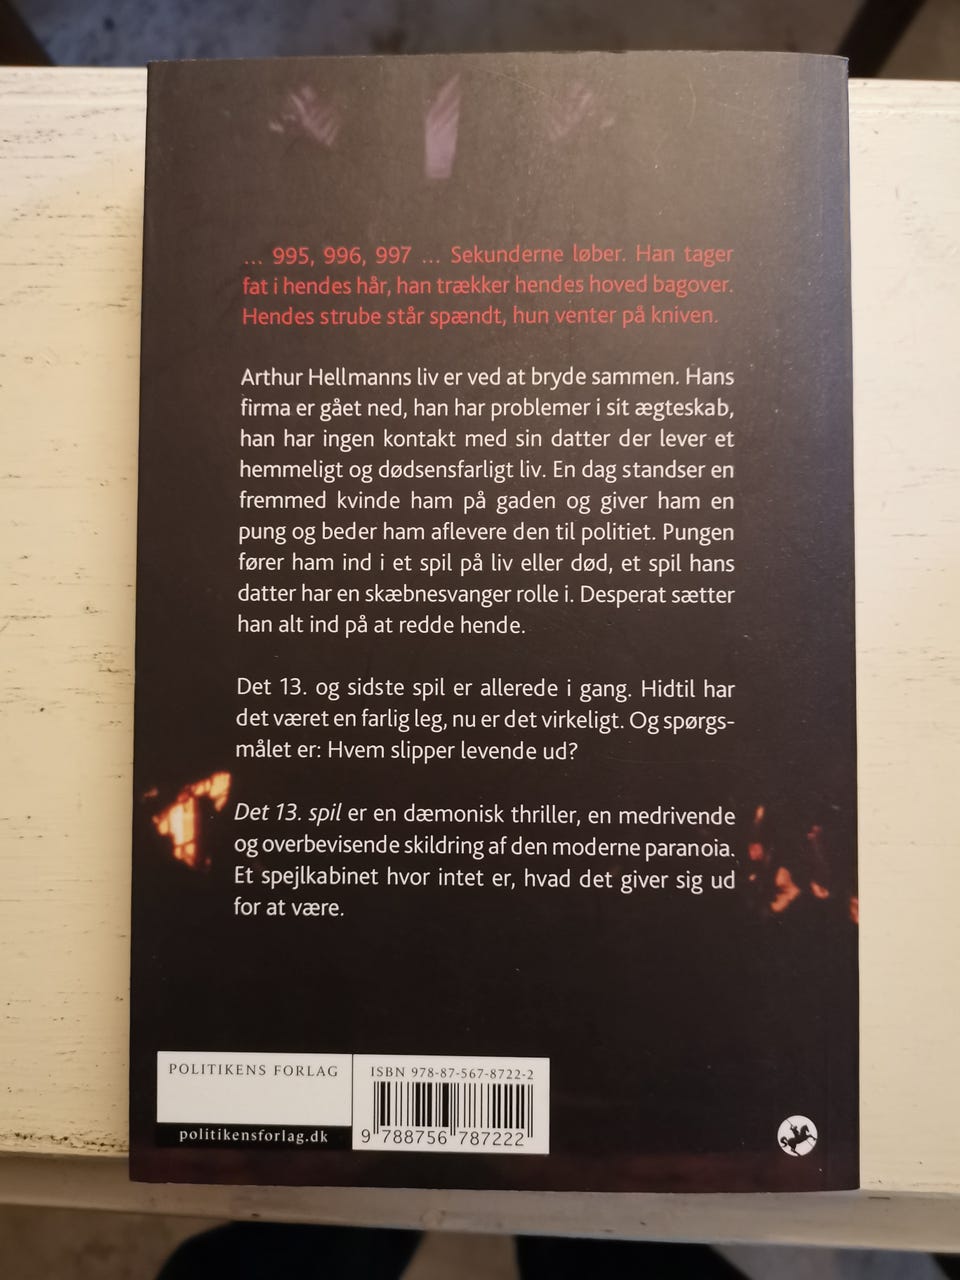 ... 995, 996, 997 ... Sekunderne løber. Han tager
fat i hendes hår, han trækker hendes hoved bagover.
Hendes strube står spændt, hun venter på kniven.
Arthur Hellmanns liv er ved at bryde sammen. Hans
firma er gået ned, han har problemer i sit ægteskab,
han har ingen kontakt med sin datter der lever et
hemmeligt og dødsensfarligt liv. En dag standser en
fremmed kvinde ham på gaden og giver ham en
pung og beder ham aflevere den til politiet. Pungen
fører ham ind i et spil på liv eller død, et spil hans
datter har en skæbnesvanger rolle i. Desperat sætter
han alt ind på at redde hende.
Det 13. og sidste spil er allerede i gang. Hidtil har
det været en farlig leg, nu er det virkeligt. Og spørgs-
målet er: Hvem slipper levende ud?
Det 13. spil er en dæmonisk thriller, en medrivende
og overbevisende skildring af den moderne paranoia.
Et spejlkabinet hvor intet er, hvad det giver sig ud
for at være.
POLITIKENS FORLAG
politikensforlag.dk
ISBN 978-87-567-8722-2
9 788756 787222